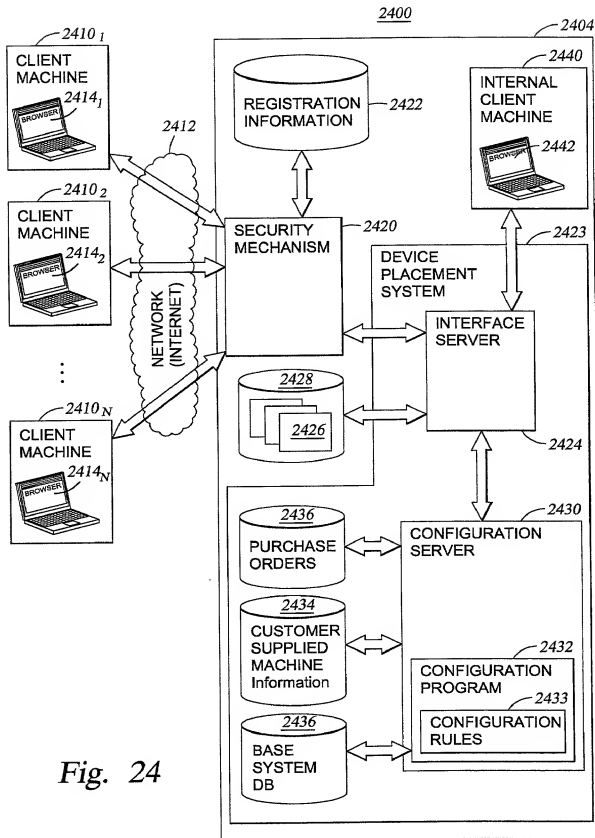 2400
2404
2410 1
CLIENT
MACHINE
2414 1
BROWSER
2412
REGISTRATION
INFORMATION
2422
2440
INTERNAL
CLIENT
MACHINE
2442
BROWSER
2410 2
CLIENT
MACHINE
2414 2
BROWSER
NETWORK
(INTERNET)
SECURITY
MECHANISM
2420
2423
DEVICE
PLACEMENT
SYSTEM
INTERFACE
SERVER
2424
2428
2426
...
2410 N
CLIENT
MACHINE
2414 N
BROWSER
2436
PURCHASE
ORDERS
2430
CONFIGURATION
SERVER
2434
CUSTOMER
SUPPLIED
MACHINE
Information
2432
CONFIGURATION
PROGRAM
2433
CONFIGURATION
RULES
2436
BASE
SYSTEM
DB
Fig. 24